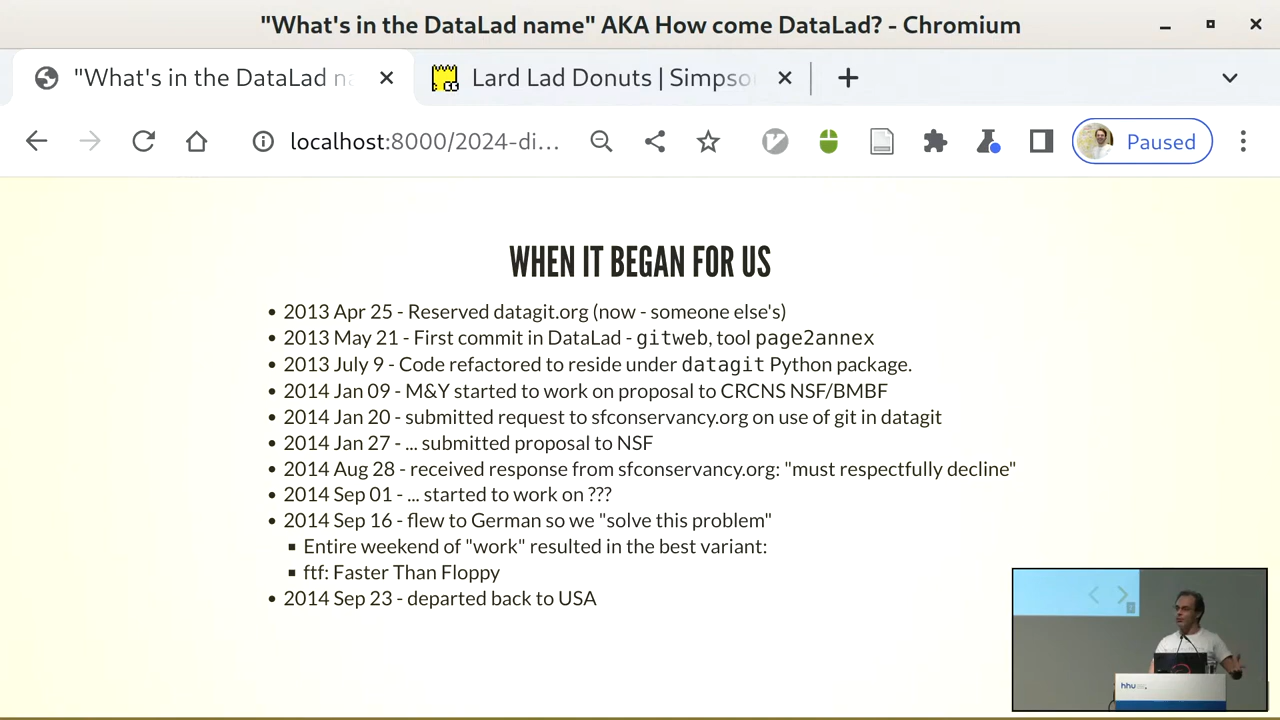 "What's in the DataLad name" AKA How come DataLad? - Chromium
"What's in the DataLad na
Lard Lad Donuts | Simpso
localhost:8000/2024-di...
Paused
WHEN IT BEGAN FOR US
• 2013 Apr 25 - Reserved datagit.org (now - someone else's)
• 2013 May 21 - First commit in DataLad - gitweb, tool page2annex
• 2013 July 9 - Code refactored to reside under datagit Python package.
• 2014 Jan 09 - M&Y started to work on proposal to CRCNS NSF/BMBF
• 2014 Jan 20 - submitted request to sfconservancy.org on use of git in datagit
• 2014 Jan 27 - ... submitted proposal to NSF
• 2014 Aug 28 - received response from sfconservancy.org: "must respectfully decline"
• 2014 Sep 01 - ... started to work on ???
• 2014 Sep 16 - flew to German so we "solve this problem"
▪ Entire weekend of "work" resulted in the best variant:
▪ ftf: Faster Than Floppy
• 2014 Sep 23 - departed back to USA
hhu